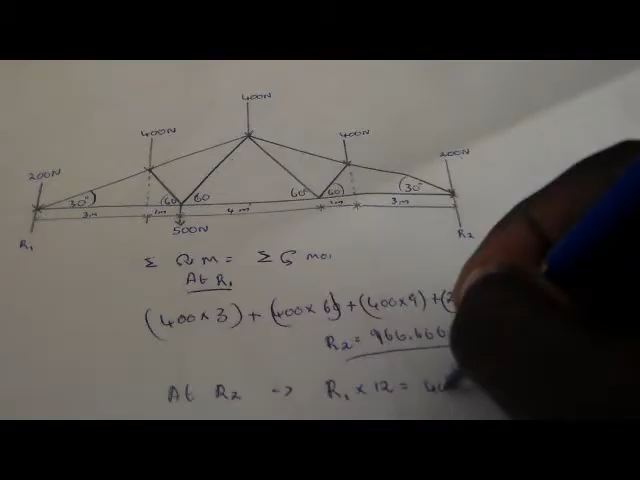 400N
400N
400N
200N
200N
30°
60
60
60
60
30°
3m
1m
4m
1m
3m
500N
R₁
R₂
Σ ↻ m = Σ ↺ mo.
At R₁
(400 x 3) + (400 x 6) + (400 x 9) + (2
R₂ = 966.666
At R₂ -> R₁ x 12 =